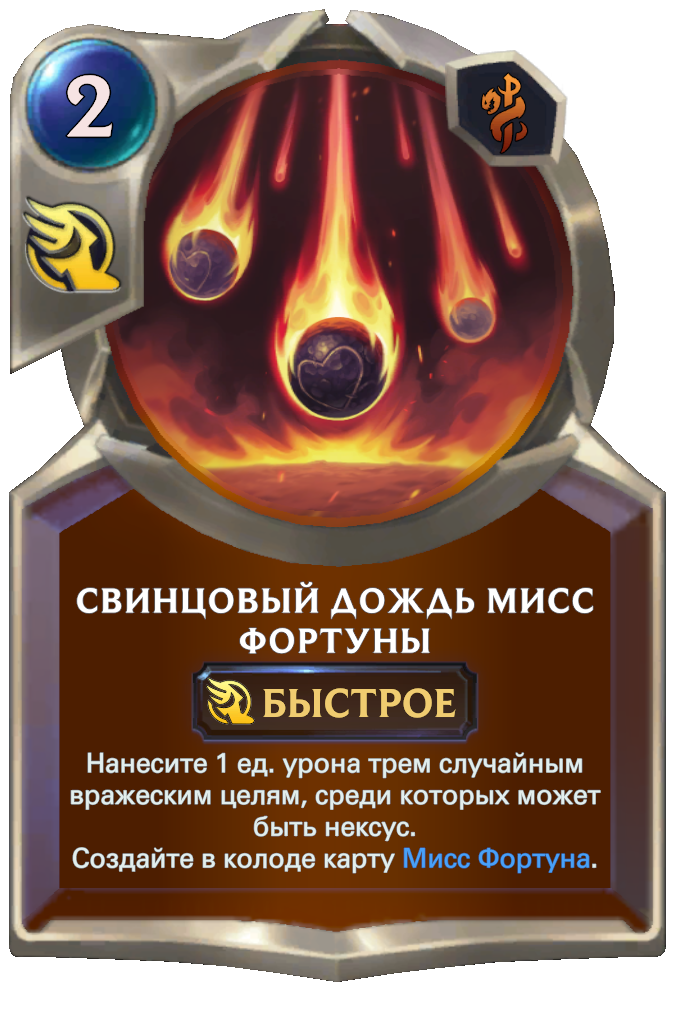 2
СВИНЦОВЫЙ ДОЖДЬ МИСС
ФОРТУНЫ
БЫСТРОЕ
Нанесите 1 ед. урона трем случайным
вражеским целям, среди которых может
быть нексус.
Создайте в колоде карту Мисс Фортуна.